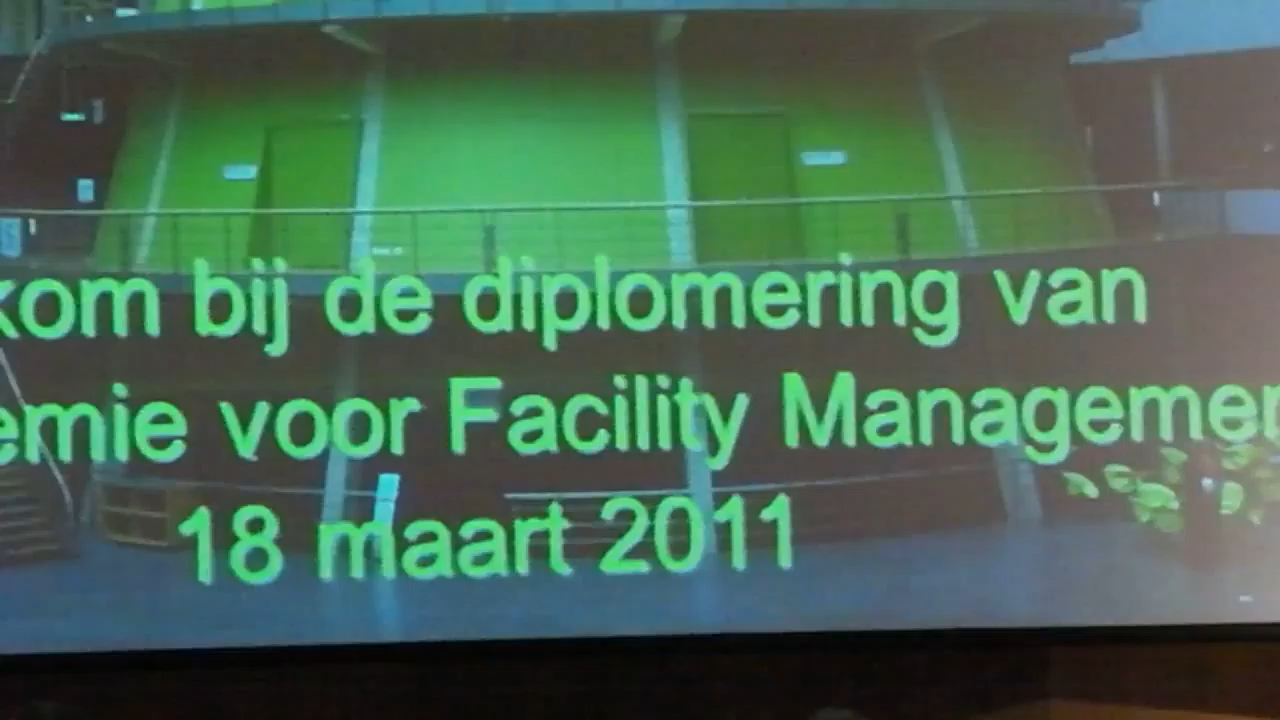 kom bij de diplomering van
emie voor Facility Managemen
18 maart 2011